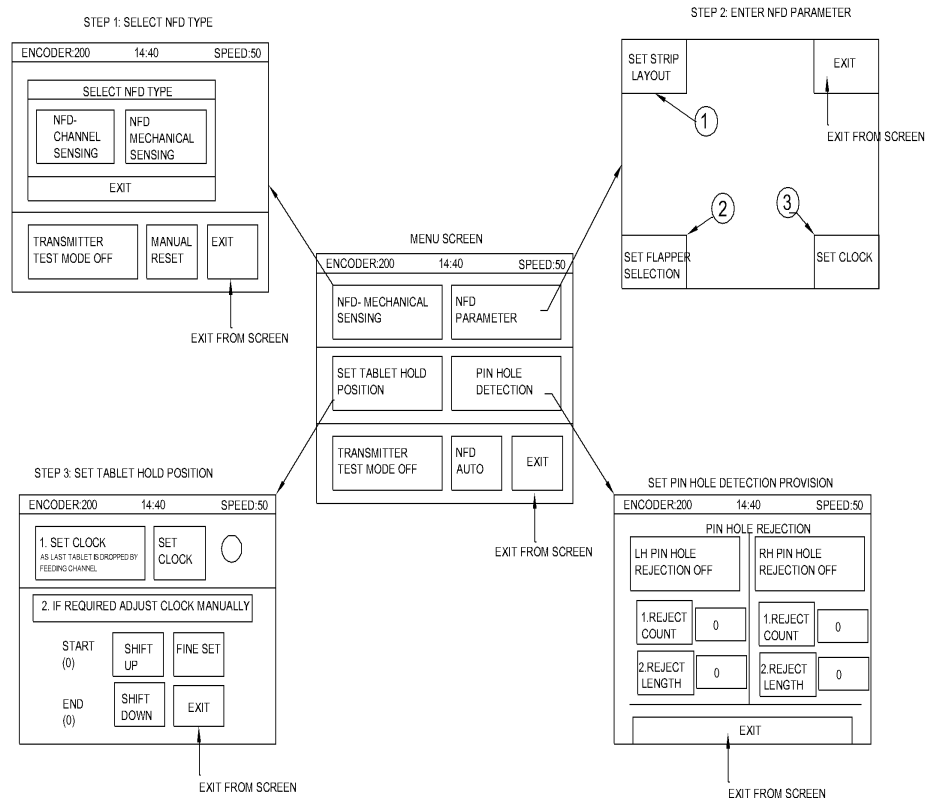 STEP 1: SELECT NFD TYPE
ENCODER:200 14:40 SPEED:50
SELECT NFD TYPE
NFD-
CHANNEL
SENSING
NFD
MECHANICAL
SENSING
EXIT
TRANSMITTER
TEST MODE OFF
MANUAL
RESET
EXIT
EXIT FROM SCREEN
STEP 2: ENTER NFD PARAMETER
SET STRIP
LAYOUT
EXIT
1
EXIT FROM SCREEN
2
3
SET FLAPPER
SELECTION
SET CLOCK
MENU SCREEN
ENCODER:200 14:40 SPEED:50
NFD- MECHANICAL
SENSING
NFD
PARAMETER
SET TABLET HOLD
POSITION
PIN HOLE
DETECTION
TRANSMITTER
TEST MODE OFF
NFD
AUTO
EXIT
EXIT FROM SCREEN
STEP 3: SET TABLET HOLD POSITION
ENCODER:200 14:40 SPEED:50
1. SET CLOCK
AS LAST TABLET IS DROPPED BY
FEEDING CHANNEL
SET
CLOCK
2. IF REQUIRED ADJUST CLOCK MANUALLY
START
(0)
SHIFT
UP
FINE SET
END
(0)
SHIFT
DOWN
EXIT
EXIT FROM SCREEN
SET PIN HOLE DETECTION PROVISION
ENCODER:200 14:40 SPEED:50
PIN HOLE REJECTION
LH PIN HOLE
REJECTION OFF
RH PIN HOLE
REJECTION OFF
1.REJECT
COUNT
0
1.REJECT
COUNT
0
2.REJECT
LENGTH
0
2.REJECT
LENGTH
0
EXIT
EXIT FROM SCREEN